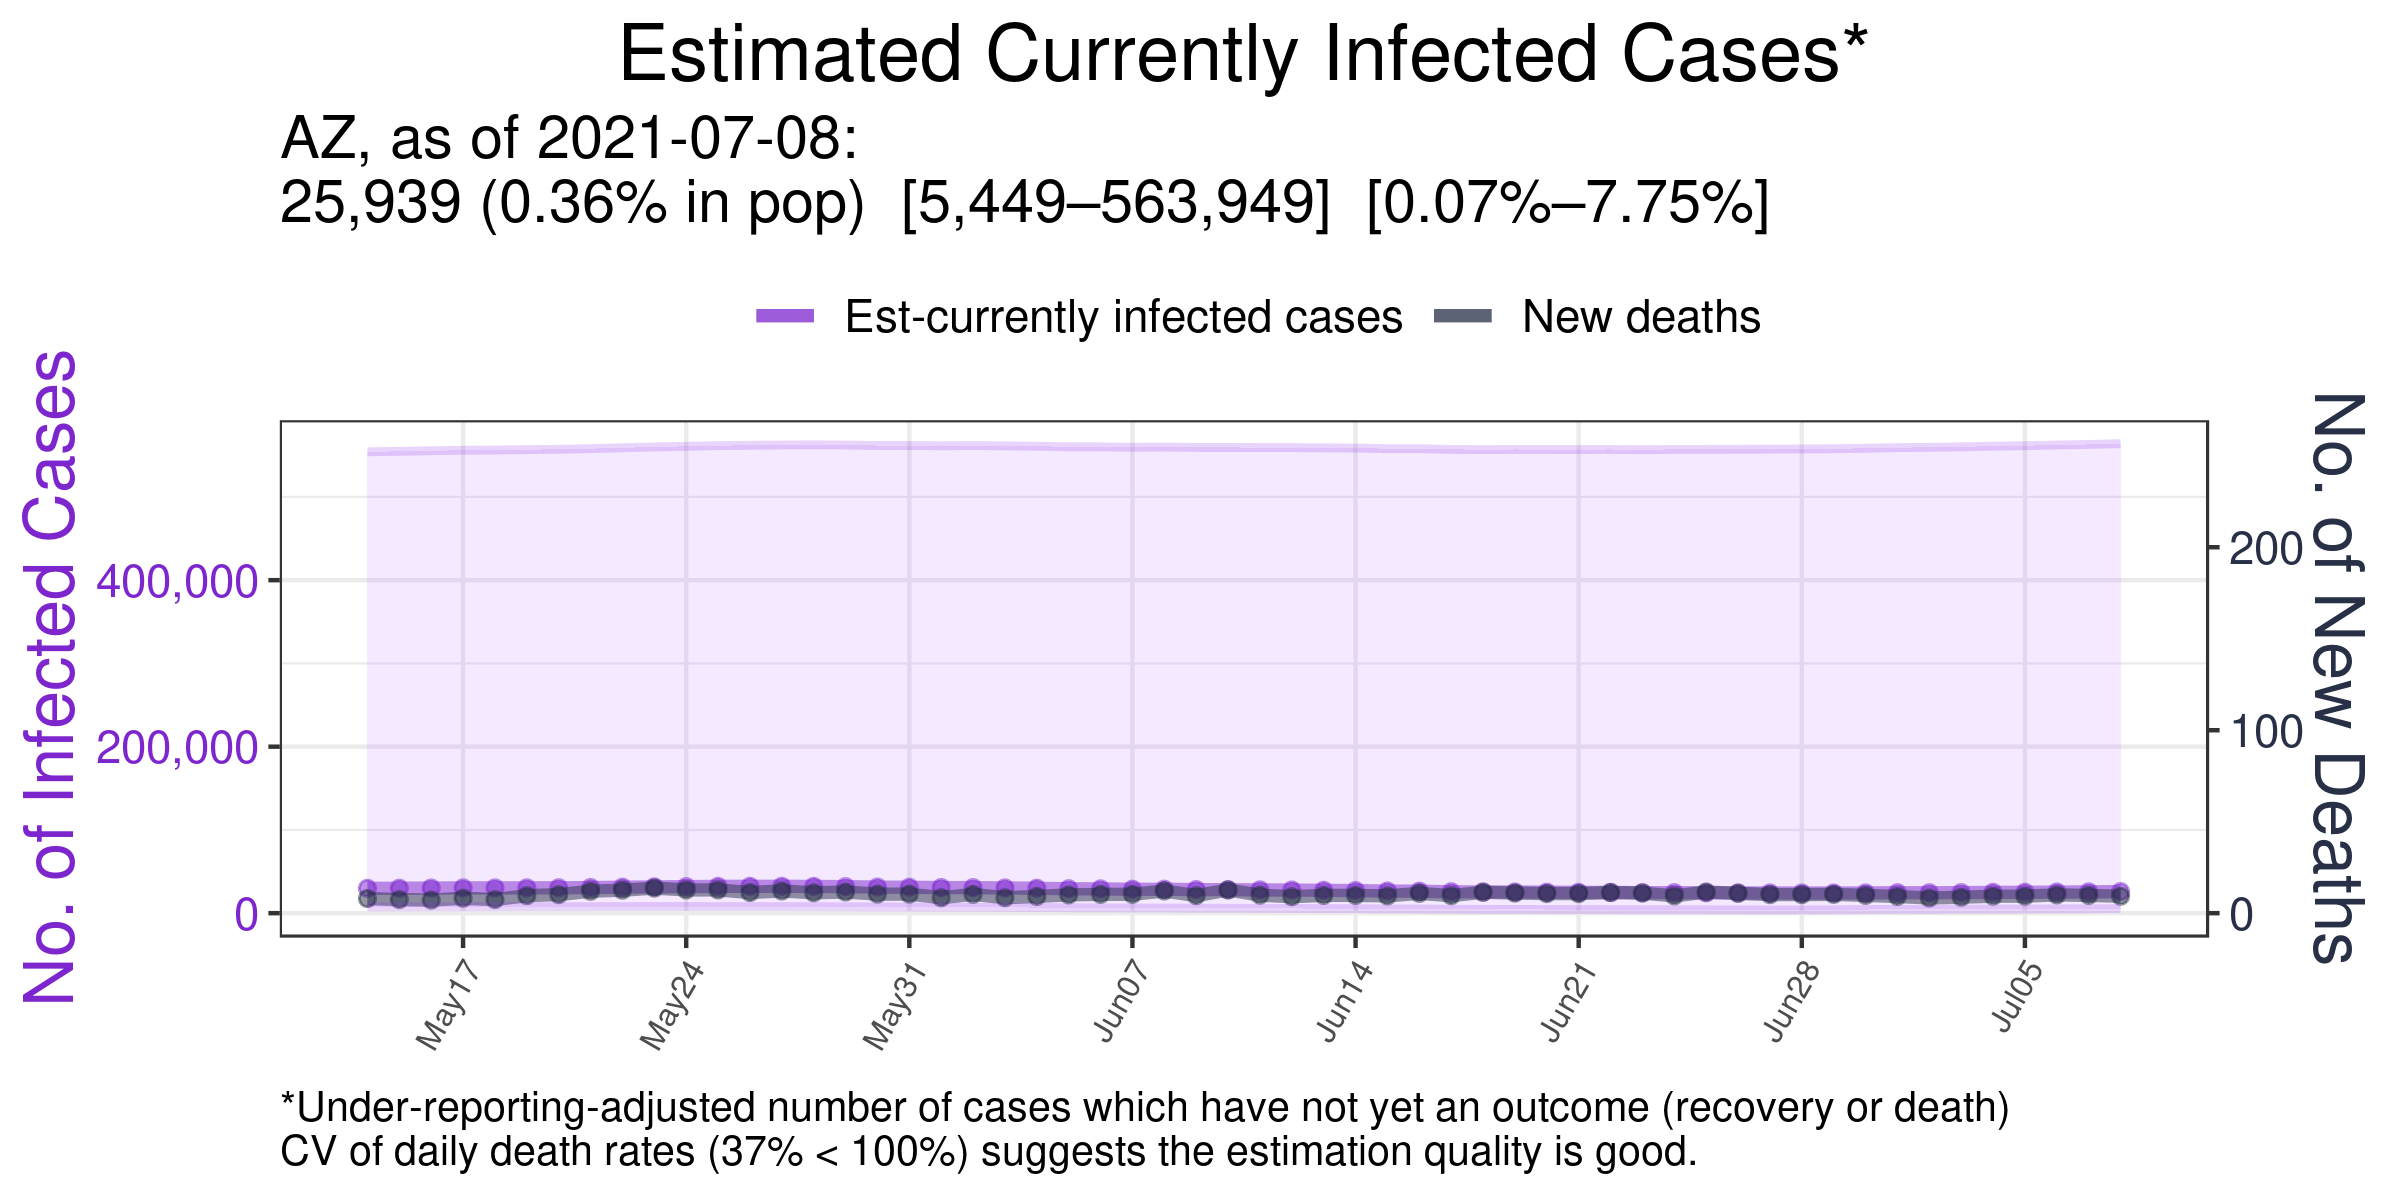 Estimated Currently Infected Cases*
AZ, as of 2021-07-08:
25,939 (0.36% in pop)  [5,449–563,949]  [0.07%–7.75%]
Est-currently infected cases
New deaths
No. of Infected Cases
400,000
200,000
0
200
100
0
No. of New Deaths
May17
May24
May31
Jun07
Jun14
Jun21
Jun28
Jul05
*Under-reporting-adjusted number of cases which have not yet an outcome (recovery or death)
CV of daily death rates (37% < 100%) suggests the estimation quality is good.